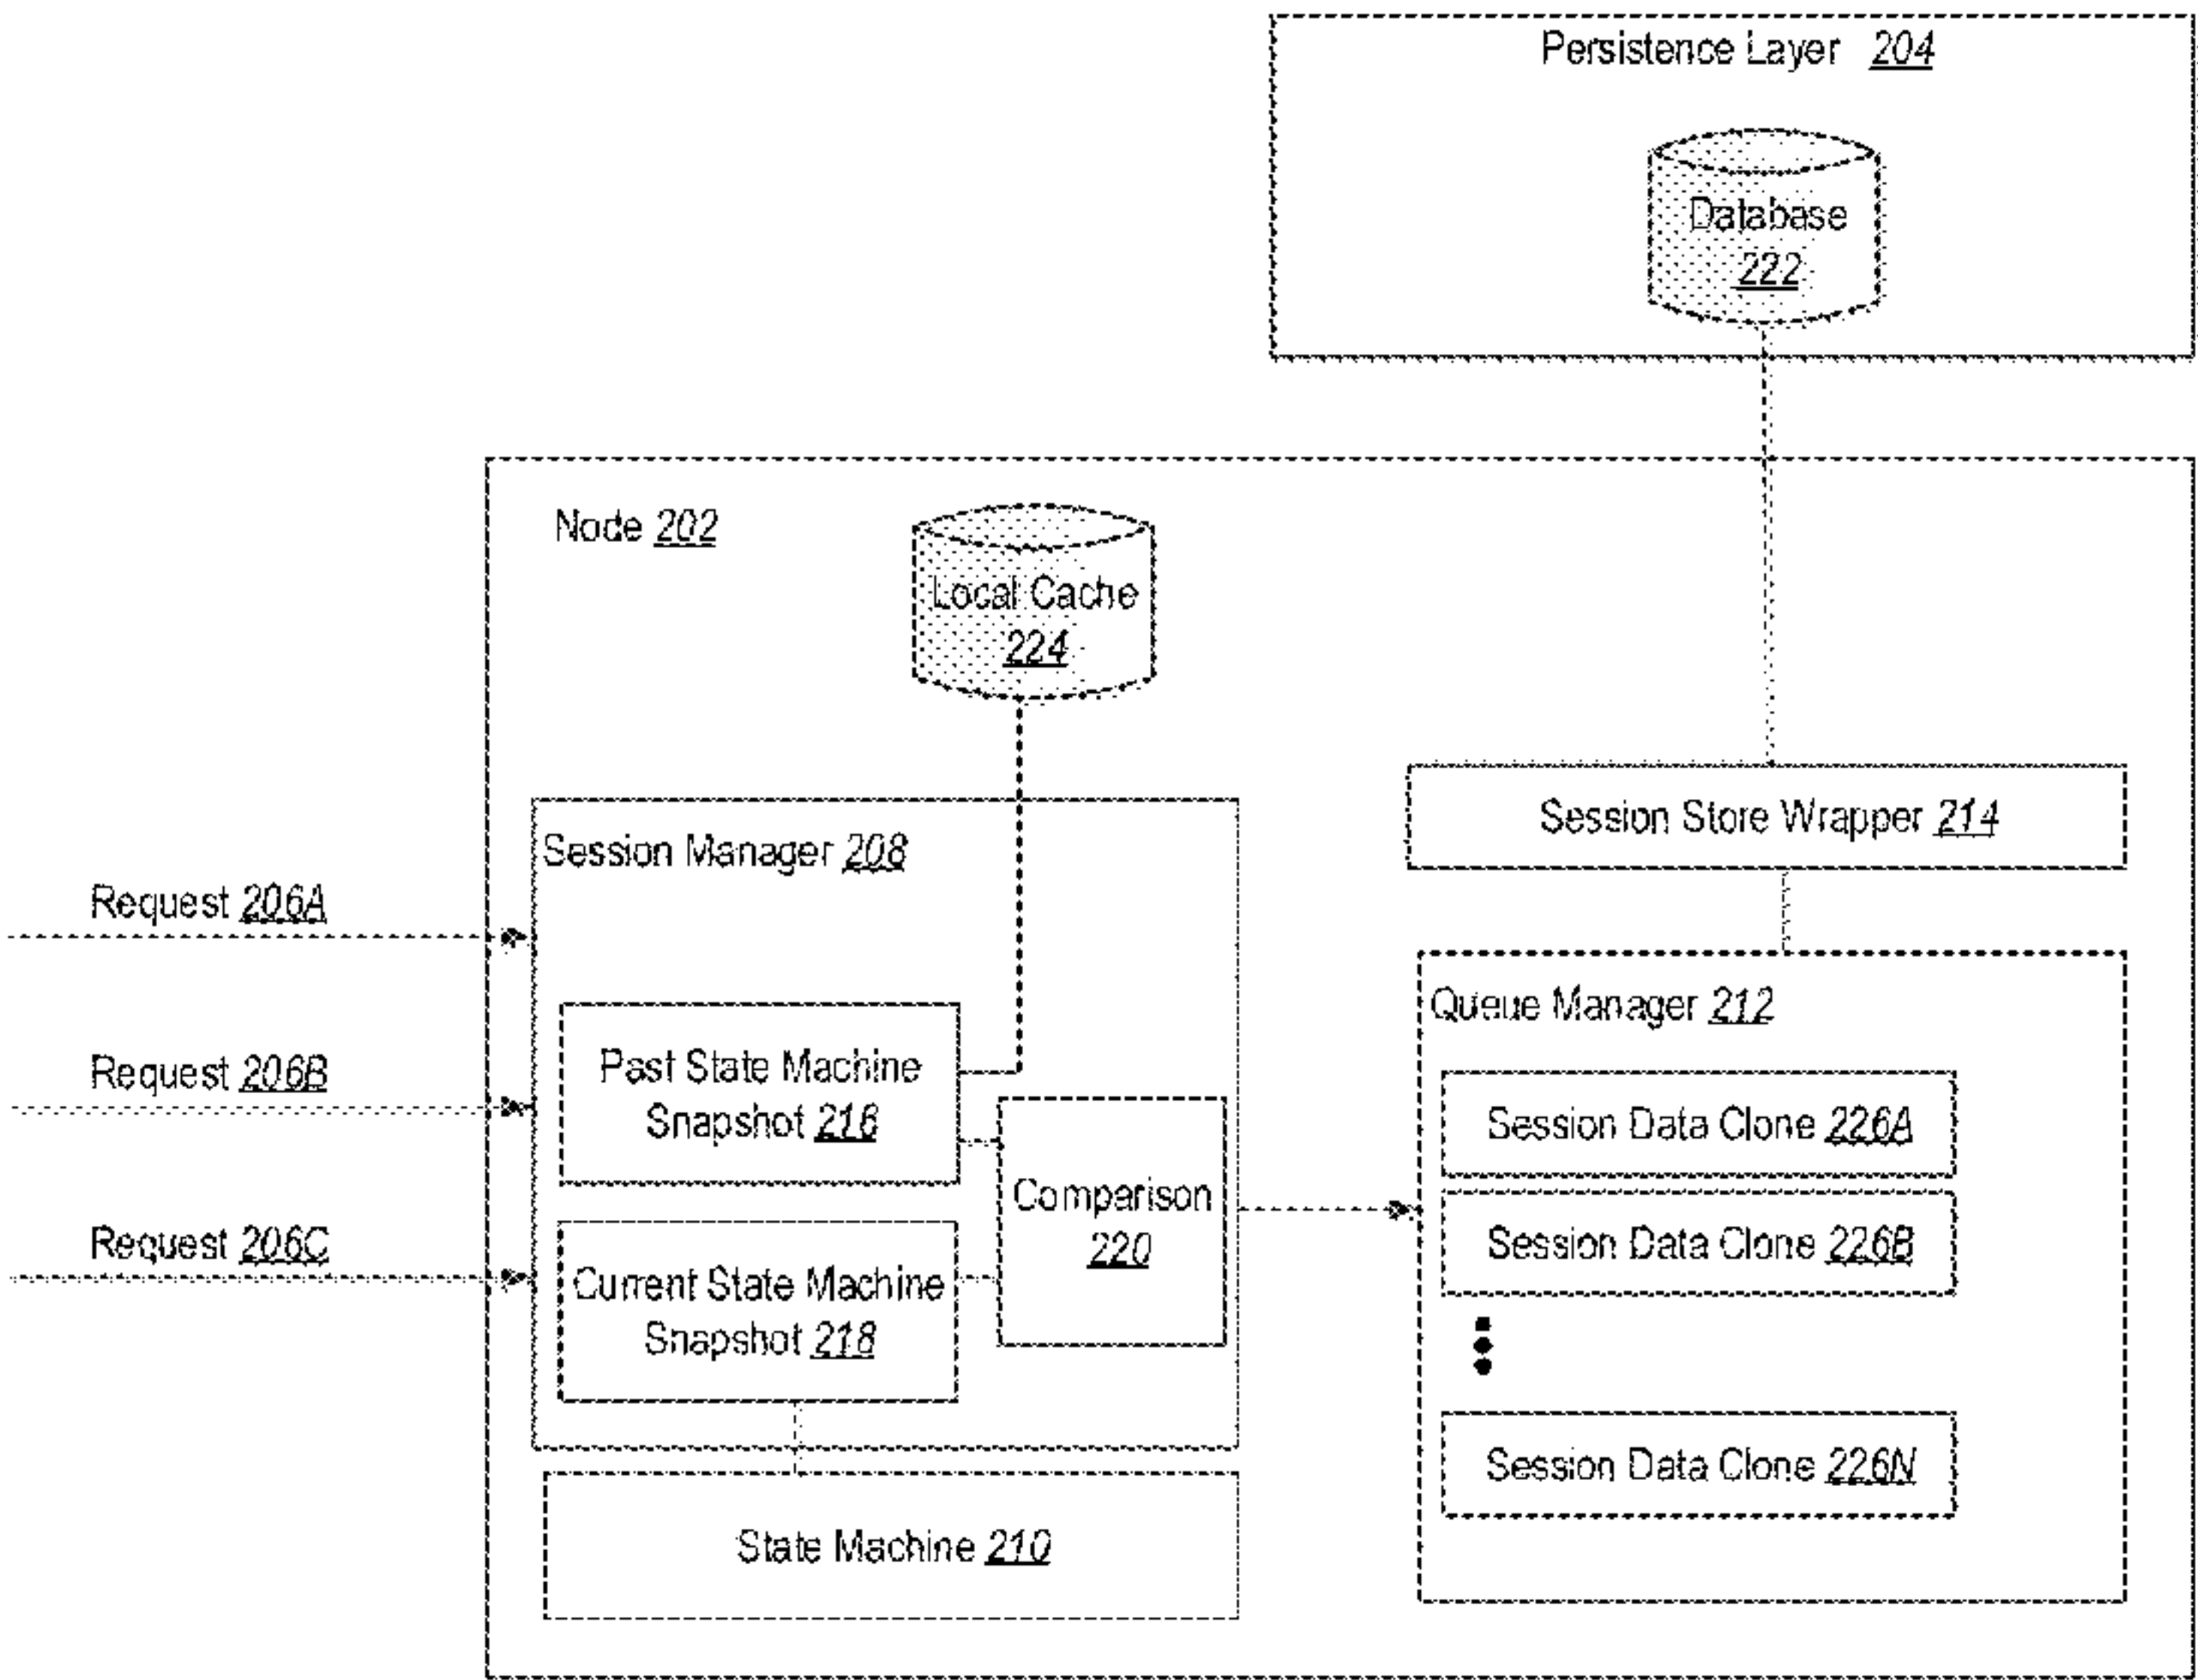 Persistence Layer 204
Database
222
Node 202
Local Cache
224
Session Store Wrapper 214
Session Manager 208
Request 206A
Request 206B
Request 206C
Past State Machine
Snapshot 216
Current State Machine
Snapshot 218
Comparison
220
State Machine 210
Queue Manager 212
Session Data Clone 226A
Session Data Clone 226B
Session Data Clone 226N